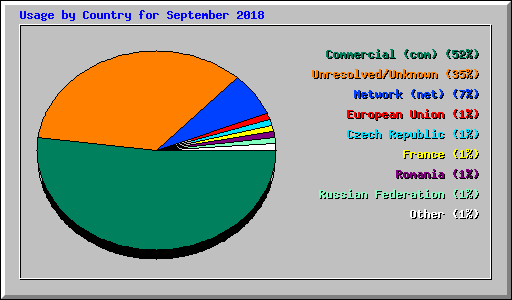 Usage by Country for September 2018
Commercial (com) (52%)
Unresolved/Unknown (35%)
Network (net) (7%)
European Union (1%)
Czech Republic (1%)
France (1%)
Romania (1%)
Russian Federation (1%)
Other (1%)